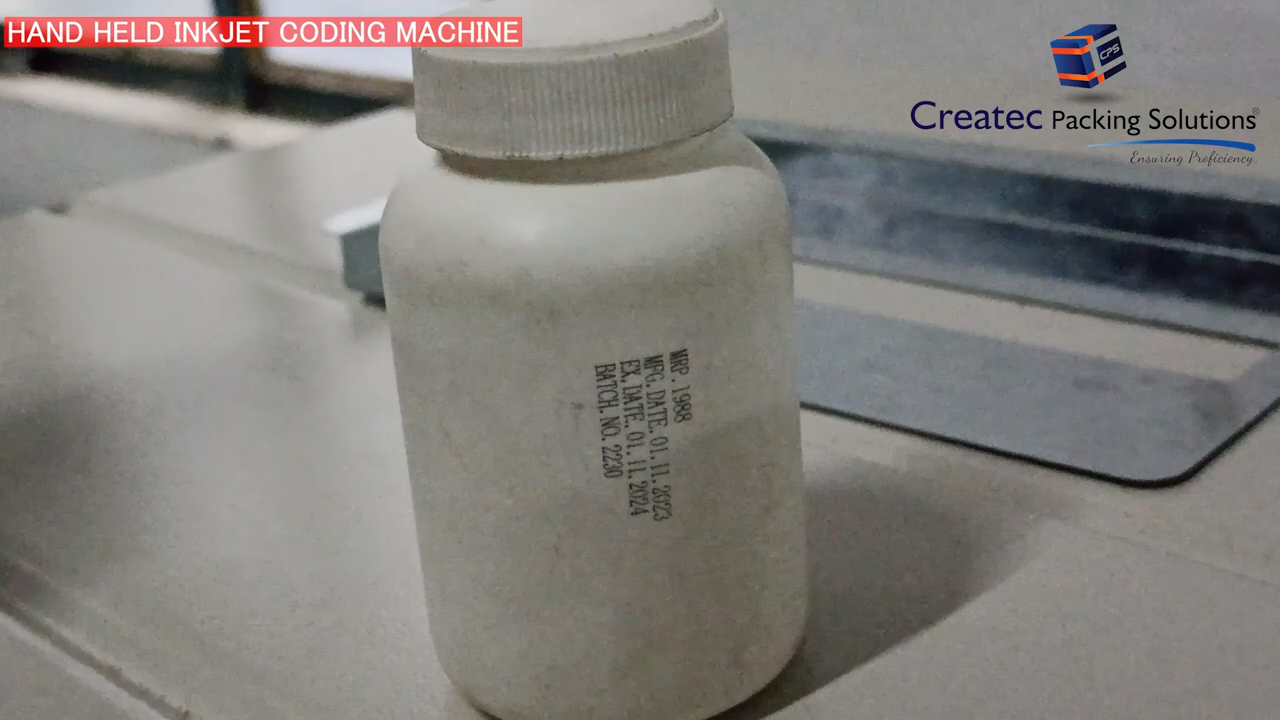 HAND HELD INKJET CODING MACHINE
CPS
Createc Packing Solutions®
Ensuring Proficiency.
MRP.1988
MFG.DATE.01.11.2023
EX.DATE..01.11.2024
BATCH.NO.2230